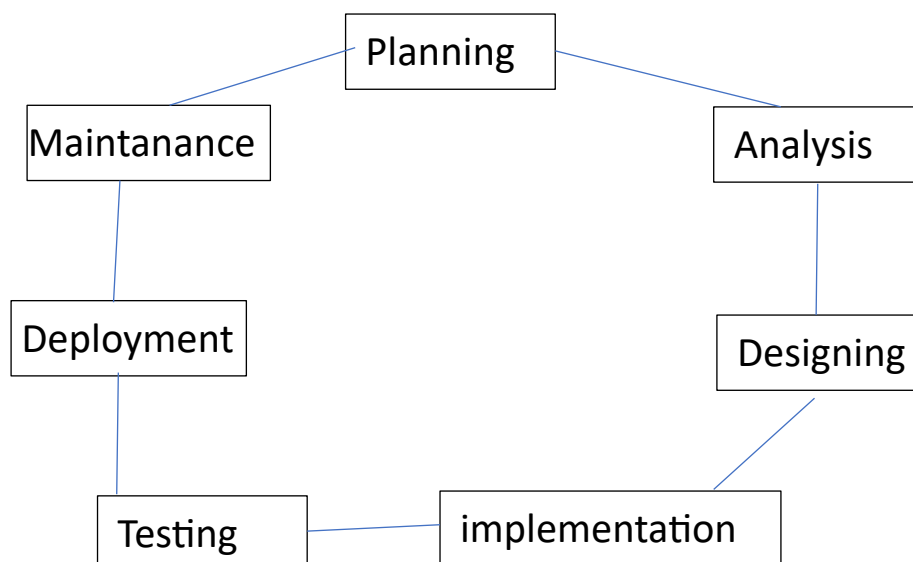 Planning
Maintanance
Analysis
Deployment
Designing
Testing
implementation